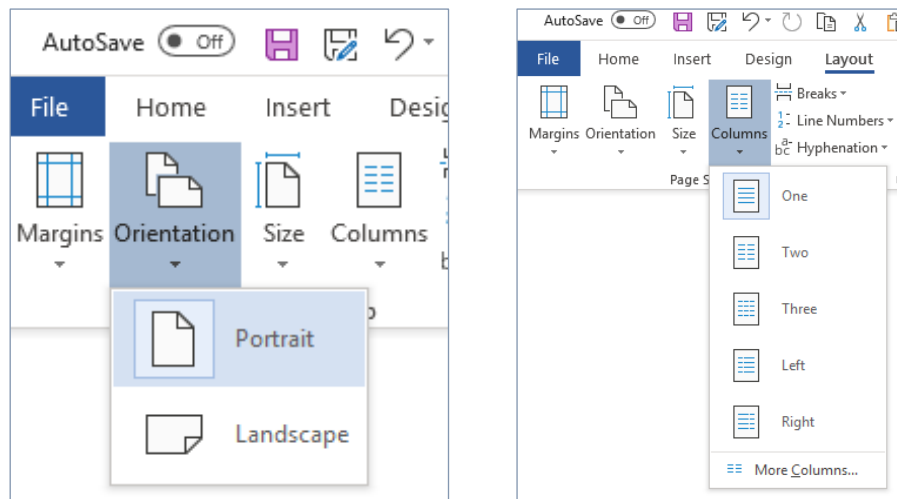 AutoSave Off
File Home Insert
Margins Orientation Size Columns
Portrait
Landscape
AutoSave Off
File Home Insert Design Layout
Margins Orientation Size Columns
Breaks
Line Numbers
Hyphenation
Page
One
Two
Three
Left
Right
More Columns...